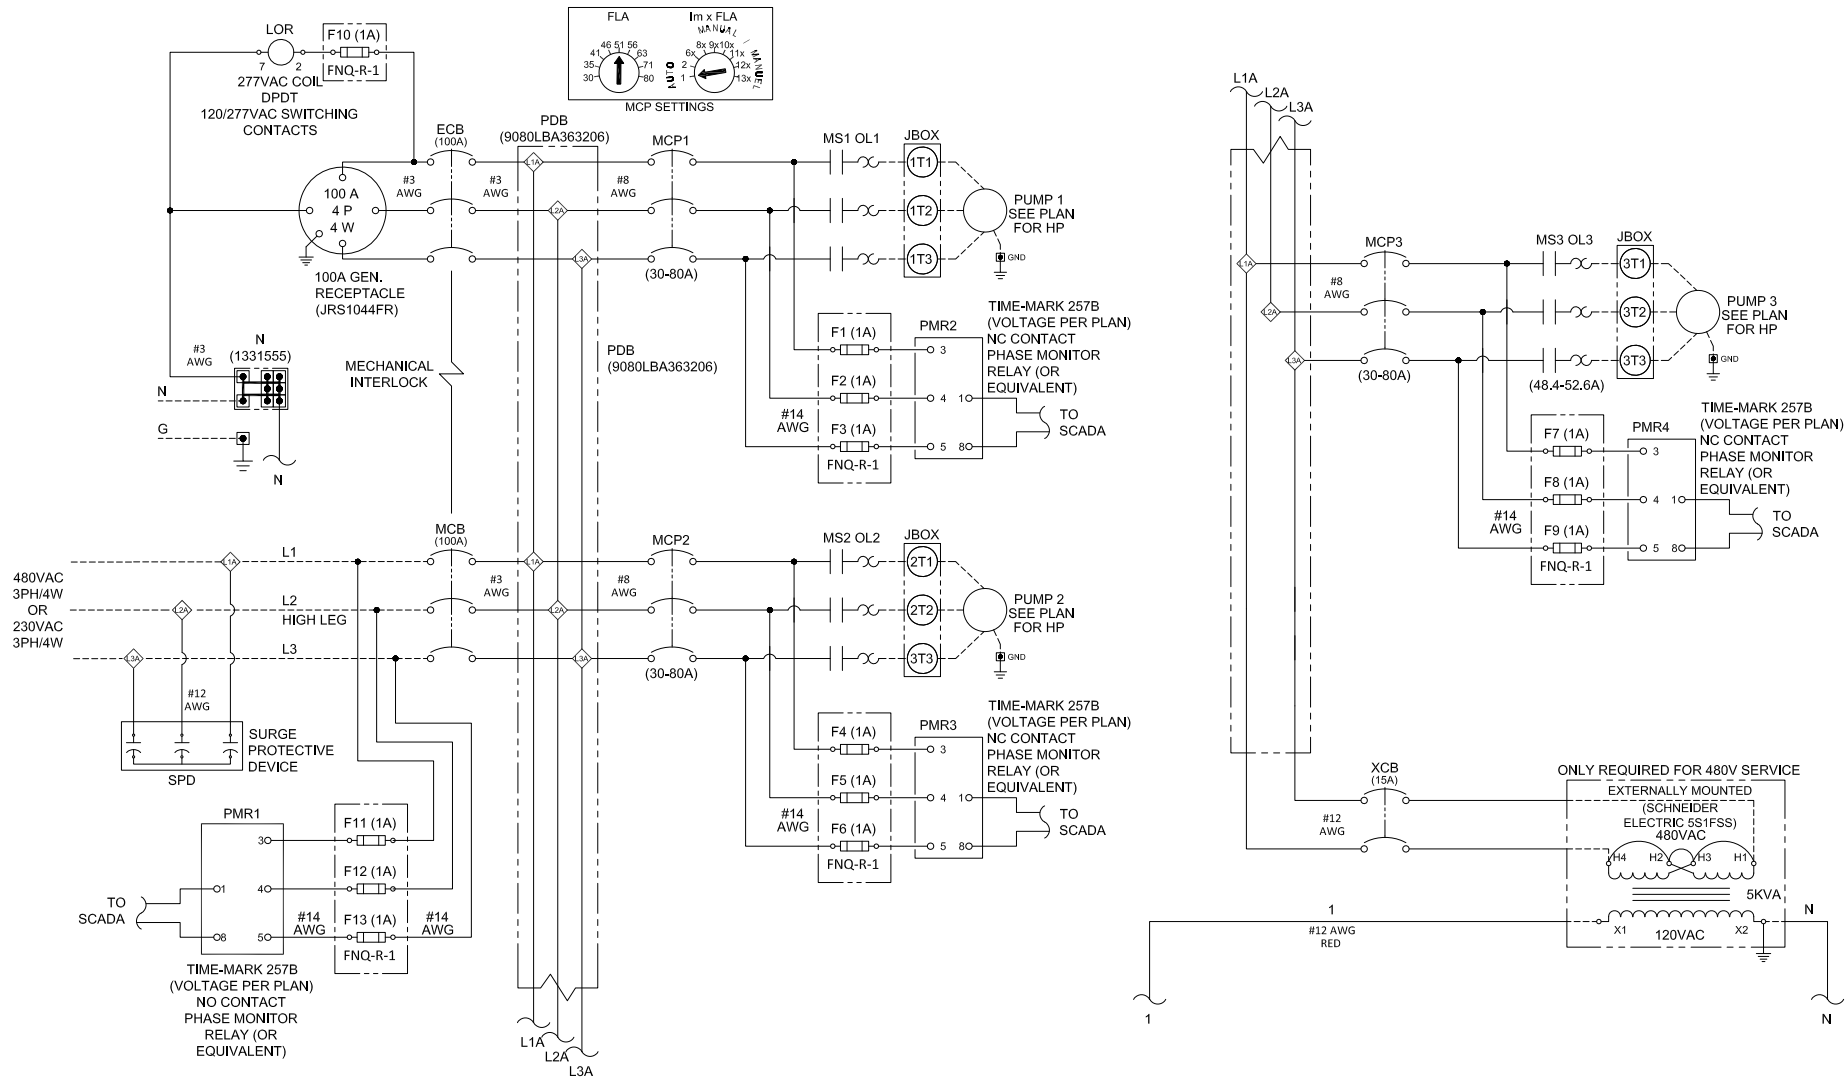 FLA
Im x FLA
MANUAL / MANUEL
30
35
41
46
51
56
63
71
80
AUTO
1
2
6x
8x
9x
10x
11x
12x
13x
MCP SETTINGS
LOR
F10 (1A)
7
2
FNQ-R-1
277VAC COIL
DPDT
120/277VAC SWITCHING
CONTACTS
100 A
4 P
4 W
100A GEN.
RECEPTACLE
(JRS1044FR)
N
(1331555)
#3
AWG
N
G
N
ECB
(100A)
#3
AWG
#3
AWG
MECHANICAL
INTERLOCK
PDB
(9080LBA363206)
L1A
L2A
L3A
PDB
(9080LBA363206)
#8
AWG
MCP1
(30-80A)
MS1 OL1
JBOX
1T1
1T2
1T3
PUMP 1
SEE PLAN
FOR HP
GND
F1 (1A)
F2 (1A)
F3 (1A)
FNQ-R-1
#14
AWG
PMR2
3
4
1
5
8
TIME-MARK 257B
(VOLTAGE PER PLAN)
NC CONTACT
PHASE MONITOR
RELAY (OR
EQUIVALENT)
TO
SCADA
480VAC
3PH/4W
OR
230VAC
3PH/4W
L1
L2
HIGH LEG
L3
L1A
L2A
L3A
#12
AWG
SURGE
PROTECTIVE
DEVICE
SPD
MCB
(100A)
#3
AWG
L1A
L2A
L3A
#8
AWG
MCP2
(30-80A)
MS2 OL2
JBOX
2T1
2T2
3T3
PUMP 2
SEE PLAN
FOR HP
GND
F4 (1A)
F5 (1A)
F6 (1A)
FNQ-R-1
#14
AWG
PMR3
3
4
1
5
8
TIME-MARK 257B
(VOLTAGE PER PLAN)
NC CONTACT
PHASE MONITOR
RELAY (OR
EQUIVALENT)
TO
SCADA
PMR1
3
1
4
8
5
TO
SCADA
F11 (1A)
F12 (1A)
F13 (1A)
FNQ-R-1
#14
AWG
#14
AWG
TIME-MARK 257B
(VOLTAGE PER PLAN)
NO CONTACT
PHASE MONITOR
RELAY (OR
EQUIVALENT)
L1A
L2A
L3A
L1A
L2A
L3A
L1A
L2A
L3A
#8
AWG
MCP3
(30-80A)
MS3 OL3
JBOX
3T1
3T2
3T3
(48.4-52.6A)
PUMP 3
SEE PLAN
FOR HP
GND
F7 (1A)
F8 (1A)
F9 (1A)
FNQ-R-1
#14
AWG
PMR4
3
4
1
5
8
TIME-MARK 257B
(VOLTAGE PER PLAN)
NC CONTACT
PHASE MONITOR
RELAY (OR
EQUIVALENT)
TO
SCADA
XCB
(15A)
#12
AWG
ONLY REQUIRED FOR 480V SERVICE
EXTERNALLY MOUNTED
(SCHNEIDER
ELECTRIC 5S1FSS)
480VAC
H4
H2
H3
H1
5KVA
X1
120VAC
X2
1
#12 AWG
RED
N
1
N